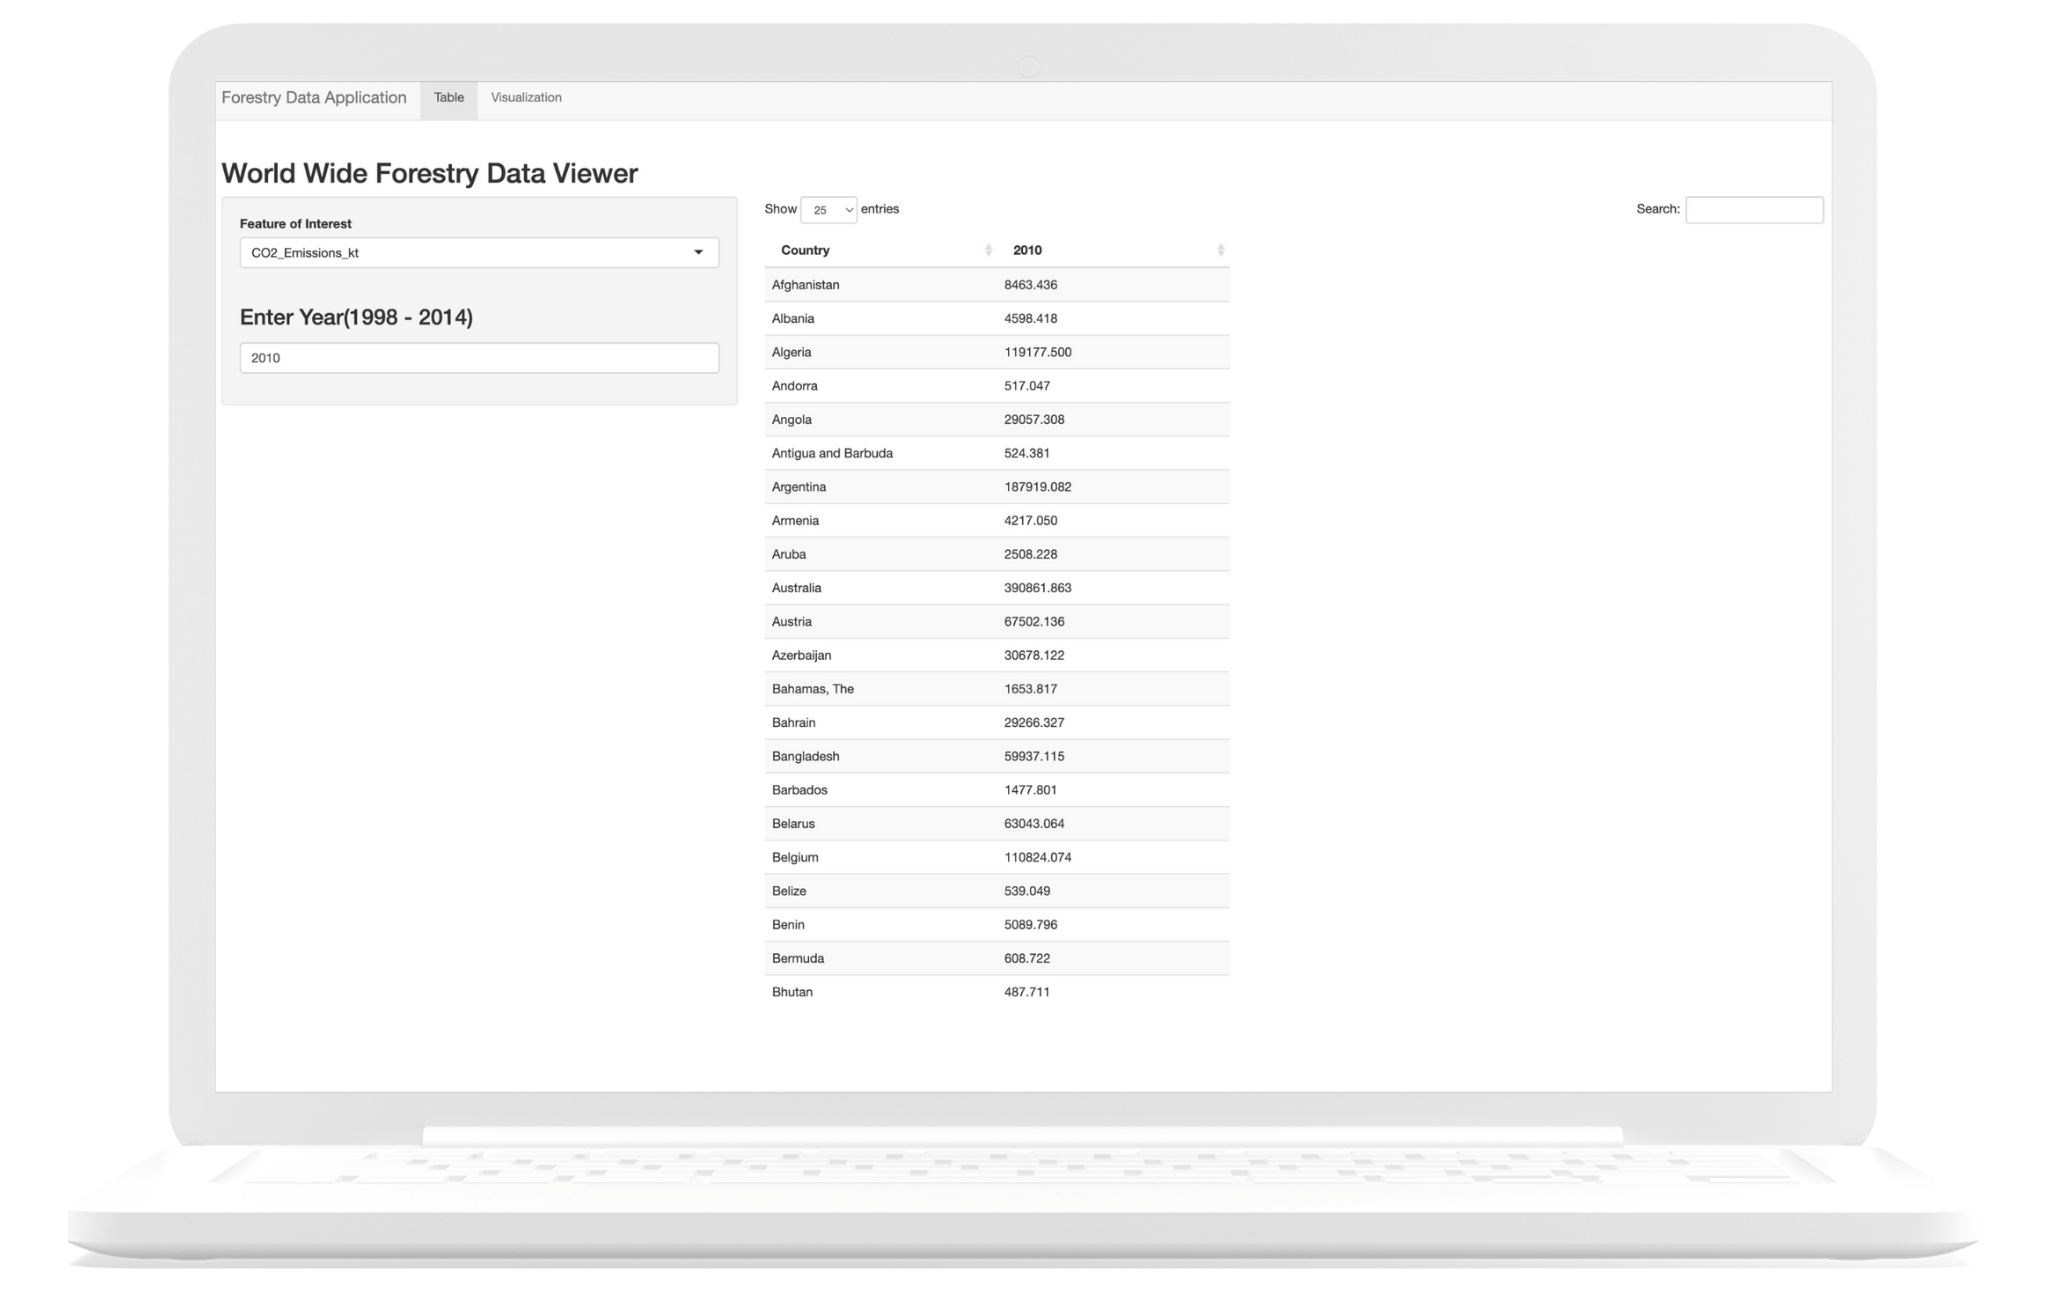 Forestry Data Application Table Visualization
World Wide Forestry Data Viewer
Feature of Interest
CO2_Emissions_kt
Enter Year(1998 - 2014)
2010
Show 25 entries Search:
Country 2010
Afghanistan 8463.436
Albania 4598.418
Algeria 119177.500
Andorra 517.047
Angola 29057.308
Antigua and Barbuda 524.381
Argentina 187919.082
Armenia 4217.050
Aruba 2508.228
Australia 390861.863
Austria 67502.136
Azerbaijan 30678.122
Bahamas, The 1653.817
Bahrain 29266.327
Bangladesh 59937.115
Barbados 1477.801
Belarus 63043.064
Belgium 110824.074
Belize 539.049
Benin 5089.796
Bermuda 608.722
Bhutan 487.711